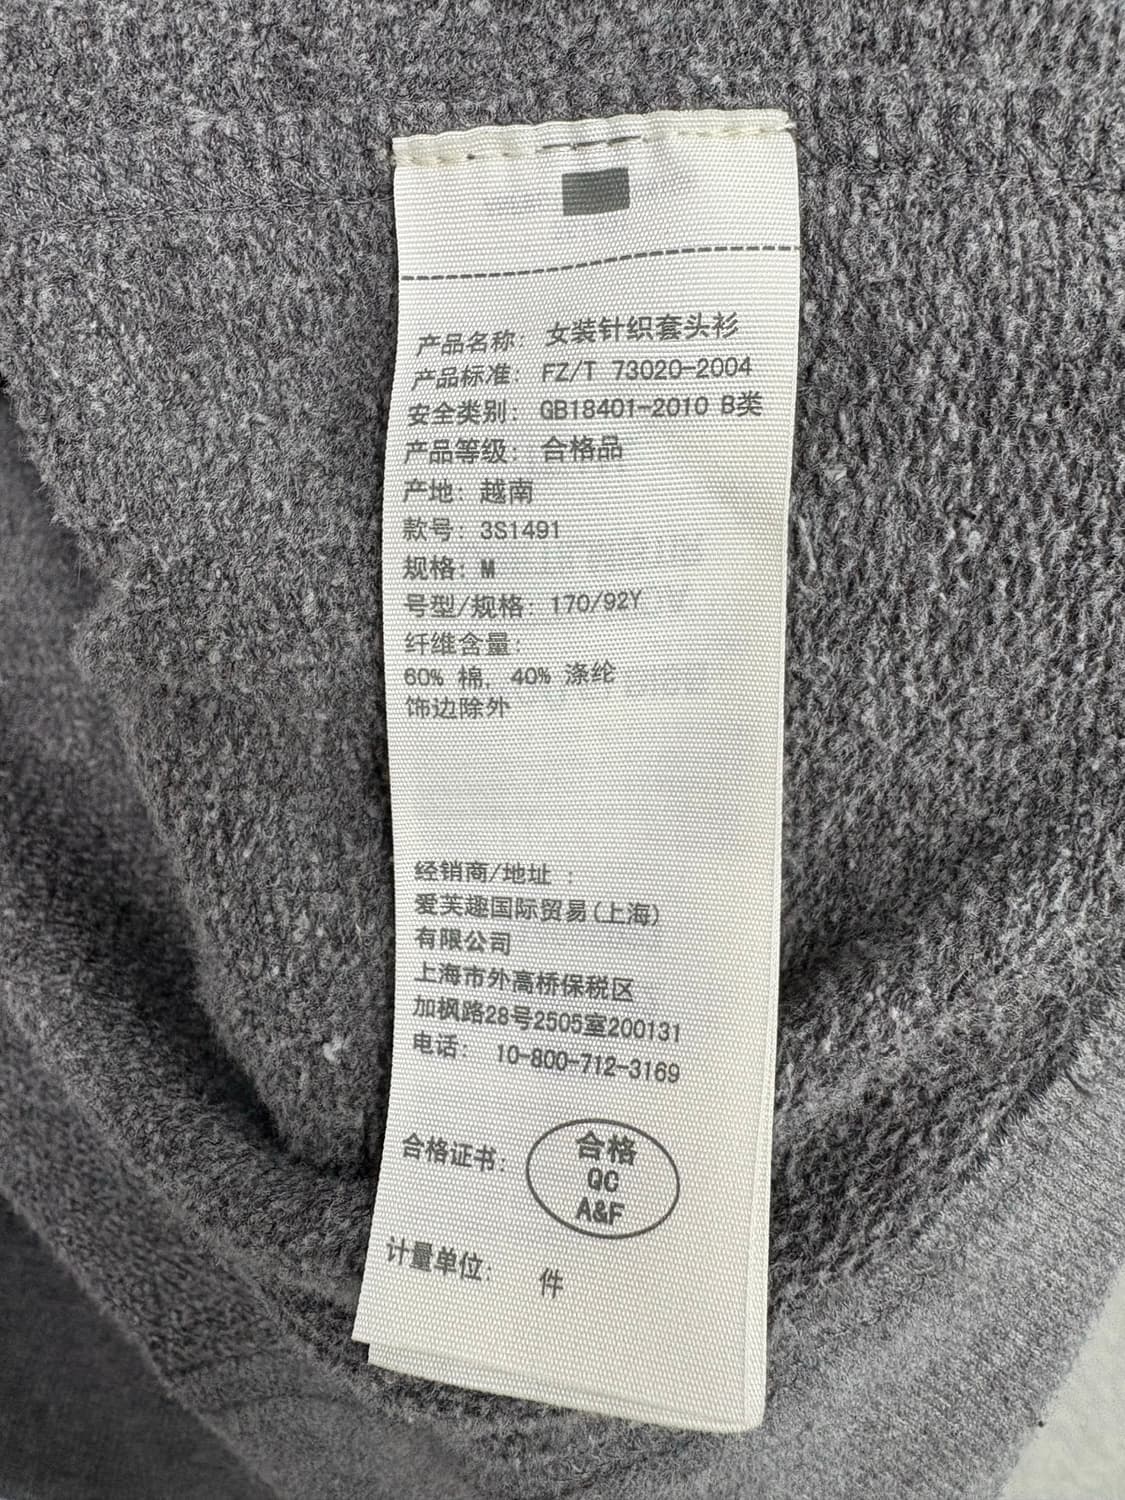 产品名称: 女装针织套头衫
产品标准: FZ/T 73020-2004
安全类别: GB18401-2010 B类
产品等级: 合格品
产地: 越南
款号: 3S1491
规格: M
号型/规格: 170/92Y
纤维含量:
60% 棉, 40% 涤纶
饰边除外
经销商/地址 :
爱芙趣国际贸易(上海)
有限公司
上海市外高桥保税区
加枫路28号2505室200131
电话: 10-800-712-3169
合格证书:
合格
QC
A&F
计量单位: 件